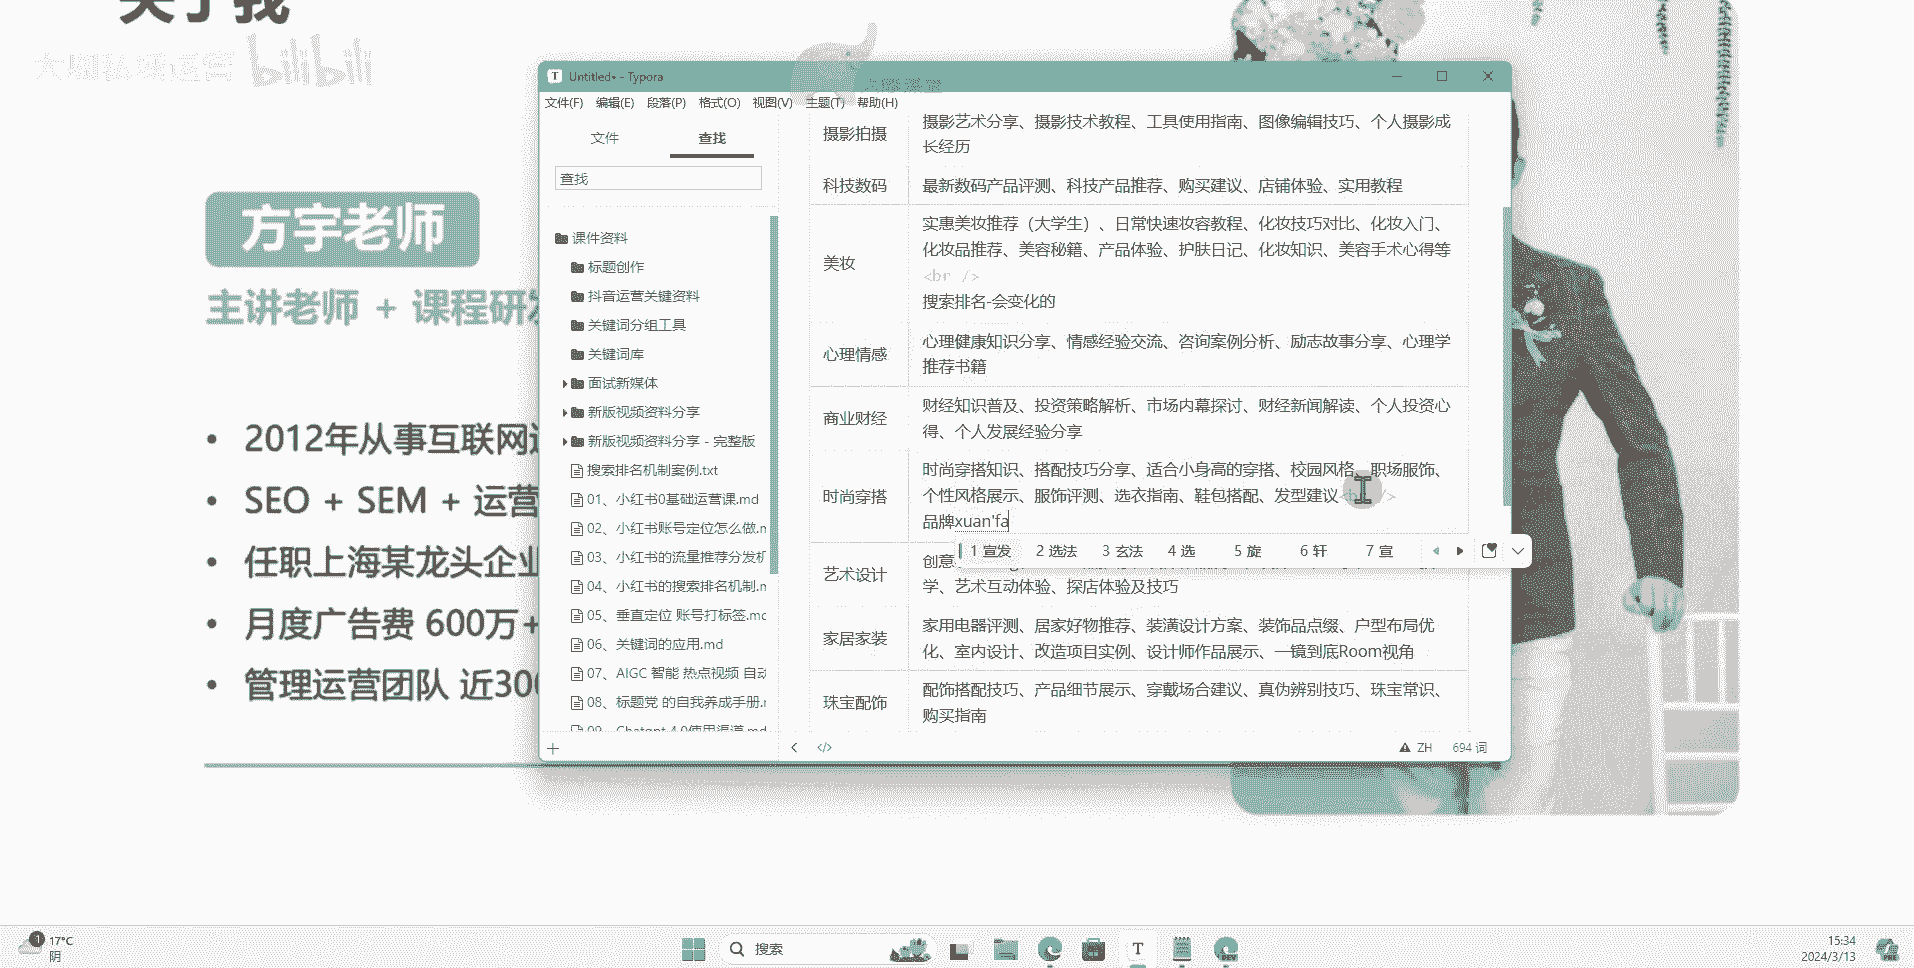 关于我
bilibili
方宇老师
主讲老师 + 课程研发
2012年从事互联网运
SEO + SEM + 运营
任职上海某龙头企业
月度广告费 600万+
管理运营团队 近300
Untitled• - Typora
文件(F) 编辑(E) 段落(P) 格式(O) 视图(V) 主题(T) 帮助(H)
文件 查找
查找
课件资料
标题创作
抖音运营关键资料
关键词分组工具
关键词库
面试新媒体
新版视频资料分享
新版视频资料分享 - 完整版
搜索排名机制案例.txt
01、小红书0基础运营课.md
02、小红书账号定位怎么做.m
03、小红书的流量推荐分发机
04、小红书的搜索排名机制.m
05、垂直定位 账号打标签.mc
06、关键词的应用.md
07、AIGC 智能 热点视频 自动
08、标题党 的自我养成手册.r
09、Chatgpt 4.0使用渠道.md
摄影拍摄
摄影艺术分享、摄影技术教程、工具使用指南、图像编辑技巧、个人摄影成
长经历
科技数码
最新数码产品评测、科技产品推荐、购买建议、店铺体验、实用教程
美妆
实惠美妆推荐（大学生）、日常快速妆容教程、化妆技巧对比、化妆入门、
化妆品推荐、美容秘籍、产品体验、护肤日记、化妆知识、美容手术心得等
<br />
搜索排名-会变化的
心理情感
心理健康知识分享、情感经验交流、咨询案例分析、励志故事分享、心理学
推荐书籍
商业财经
财经知识普及、投资策略解析、市场内幕探讨、财经新闻解读、个人投资心
得、个人发展经验分享
时尚穿搭
时尚穿搭知识、搭配技巧分享、适合小身高的穿搭、校园风格、职场服饰、
个性风格展示、服饰评测、选衣指南、鞋包搭配、发型建议<br />
品牌xuan'fa
1 宣发 2 选法 3 玄法 4 选 5 旋 6 轩 7 宣
艺术设计
创意
学、艺术互动体验、探店体验及技巧
家居家装
家用电器评测、居家好物推荐、装潢设计方案、装饰品点缀、户型布局优
化、室内设计、改造项目实例、设计师作品展示、一镜到底Room视角
珠宝配饰
配饰搭配技巧、产品细节展示、穿戴场合建议、真伪辨别技巧、珠宝常识、
购买指南
</> ZH 694 词
1 17°C
阴
搜索
T
DEV
15:34
2024/3/13
PRE